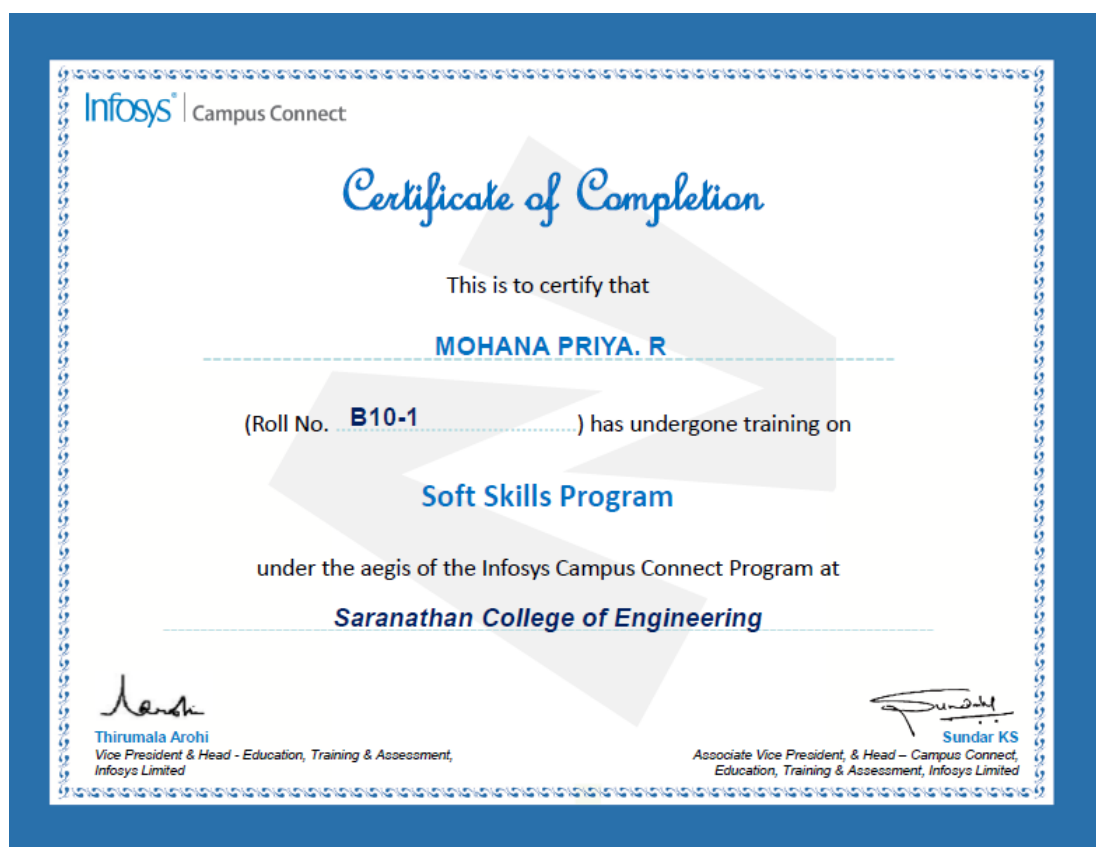 Infosys® | Campus Connect
Certificate of Completion
This is to certify that
MOHANA PRIYA. R
(Roll No. B10-1 ) has undergone training on
Soft Skills Program
under the aegis of the Infosys Campus Connect Program at
Saranathan College of Engineering
Thirumala Arohi
Vice President & Head - Education, Training & Assessment,
Infosys Limited
Sundar KS
Associate Vice President, & Head – Campus Connect,
Education, Training & Assessment, Infosys Limited